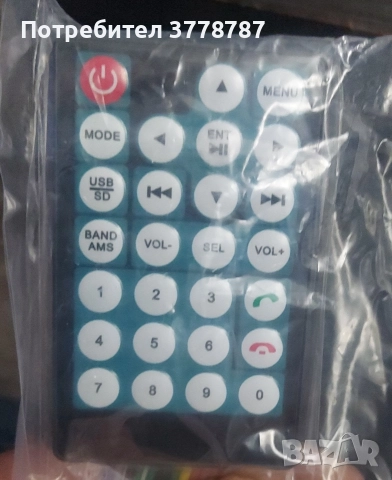 Потребител 3778787
MENU
MODE
ENT
USB
SD
BAND
AMS
VOL-
SEL
VOL+
1
2
3
4
5
6
7
8
9
0
BAZAR